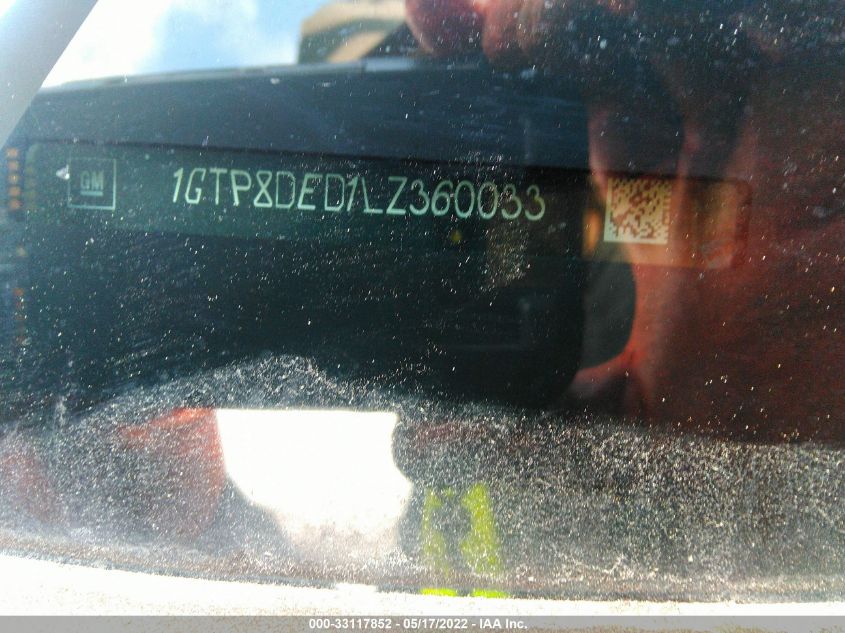 GM 1GTP8DED1LZ360033
000-33117852 - 05/17/2022 - IAA Inc.